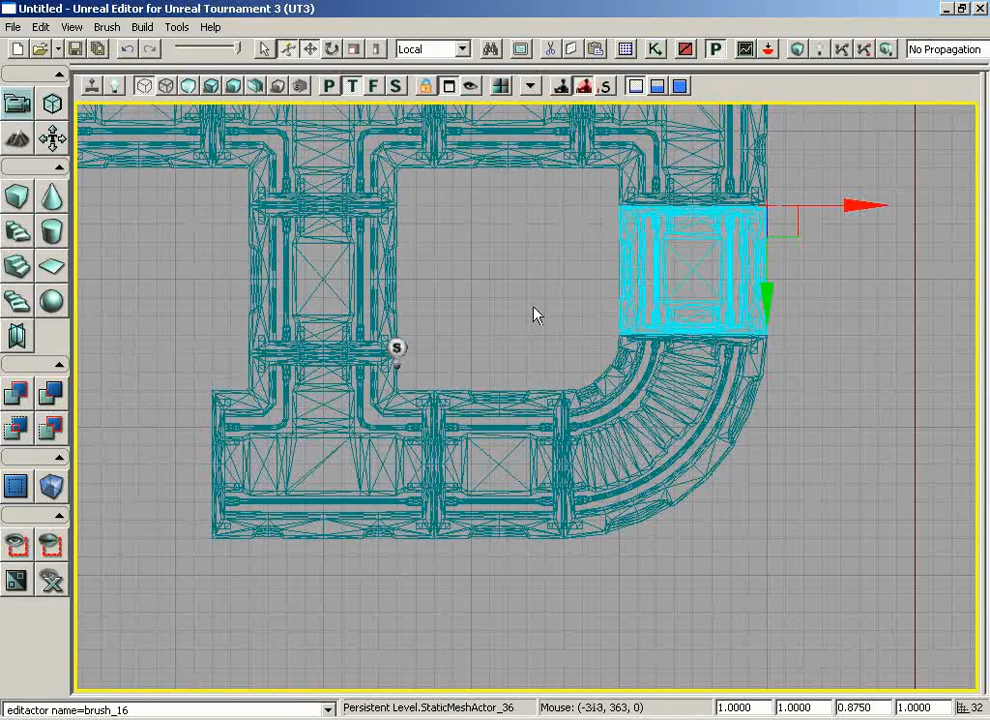 Untitled - Unreal Editor for Unreal Tournament 3 (UT3)
File Edit View Brush Build Tools Help
Local
P
No Propagation
P T F S
S
S
editactor name=brush_16
Persistent Level.StaticMeshActor_36
Mouse: (-343, 363, 0)
1.0000 1.0000 0.8750 1.0000 32